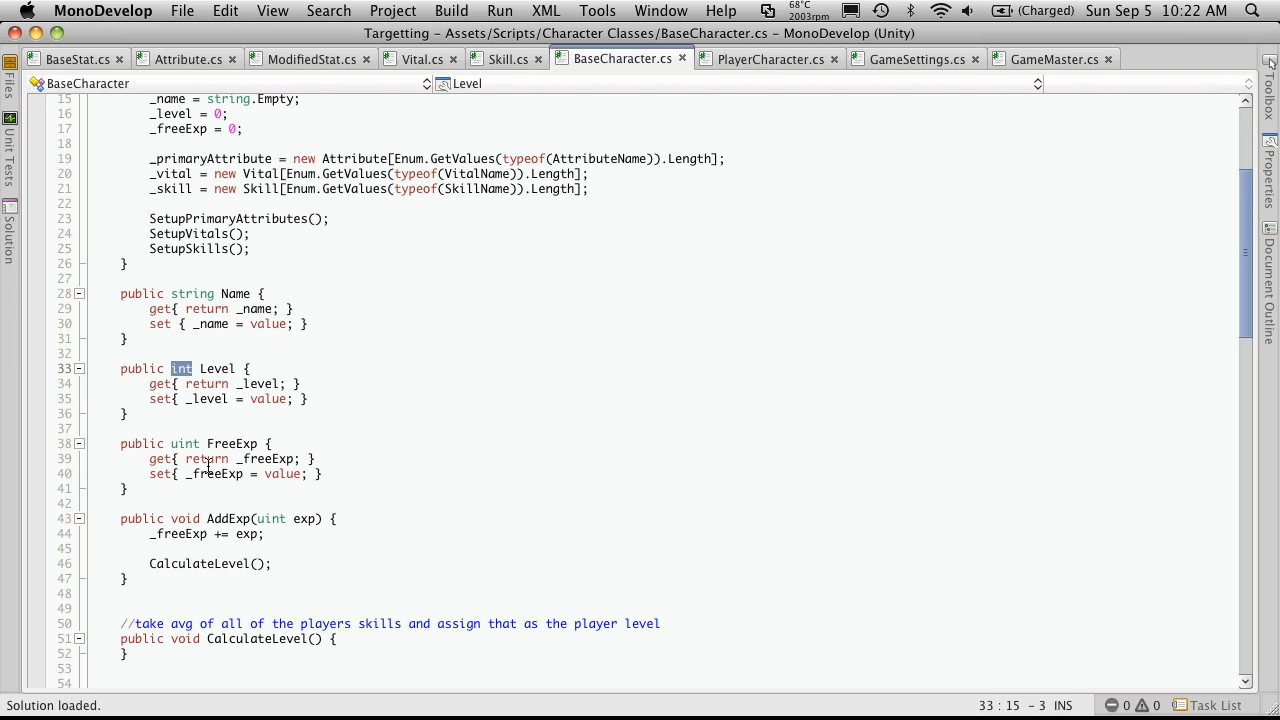 MonoDevelop File Edit View Search Project Build Run XML Tools Window Help 68°C 2003rpm (Charged) Sun Sep 5 10:22 AM
Targetting - Assets/Scripts/Character Classes/BaseCharacter.cs - MonoDevelop (Unity)
BaseStat.cs Attribute.cs ModifiedStat.cs Vital.cs Skill.cs BaseCharacter.cs PlayerCharacter.cs GameSettings.cs GameMaster.cs
BaseCharacter Level
Files
Unit Tests
Solution
15 _name = string.Empty;
16 _level = 0;
17 _freeExp = 0;
18
19 _primaryAttribute = new Attribute[Enum.GetValues(typeof(AttributeName)).Length];
20 _vital = new Vital[Enum.GetValues(typeof(VitalName)).Length];
21 _skill = new Skill[Enum.GetValues(typeof(SkillName)).Length];
22
23 SetupPrimaryAttributes();
24 SetupVitals();
25 SetupSkills();
26 }
27
28 public string Name {
29 get{ return _name; }
30 set { _name = value; }
31 }
32
33 public int Level {
34 get{ return _level; }
35 set{ _level = value; }
36 }
37
38 public uint FreeExp {
39 get{ return _freeExp; }
40 set{ _freeExp = value; }
41 }
42
43 public void AddExp(uint exp) {
44 _freeExp += exp;
45
46 CalculateLevel();
47 }
48
49
50 //take avg of all of the players skills and assign that as the player level
51 public void CalculateLevel() {
52 }
53
54
Toolbox
Properties
Document Outline
Solution loaded. 33 : 15 - 3 INS 0 0 Task List